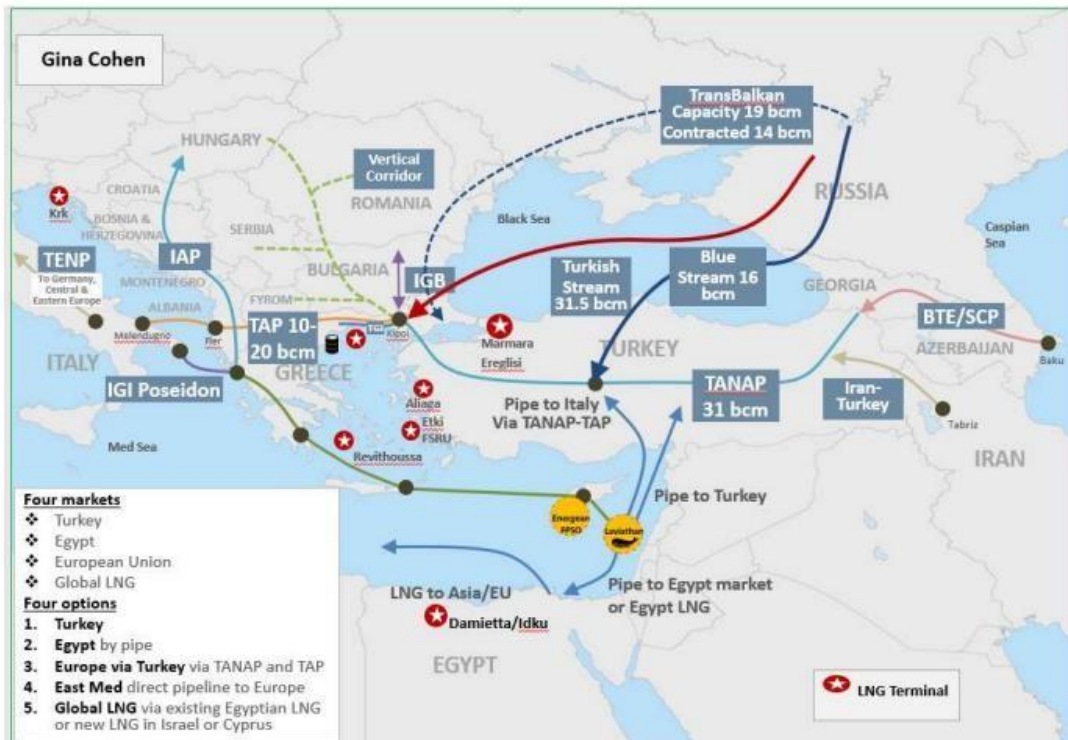 Gina Cohen
TransBalkan
Capacity 19 bcm
Contracted 14 bcm
HUNGARY
Vertical
Corridor
ROMANIA
RUSSIA
CROATIA
Krk
BOSNIA &
HERZEGOVINA
SERBIA
Black Sea
Caspian
Sea
TENP
To Germany,
Central &
Eastern Europe
IAP
MONTENEGRO
BULGARIA
IGB
Turkish
Stream
31.5 bcm
Blue
Stream 16
bcm
GEORGIA
ALBANIA
FYROM
BTE/SCP
Melendugno
Fier
TAP 10-
20 bcm
TGI
Kipoi
Marmara
Ereglisi
TURKEY
AZERBAIJAN
Baku
ITALY
GREECE
IGI Poseidon
TANAP
31 bcm
Iran-
Turkey
Aliaga
Etki
FSRU
Pipe to Italy
Via TANAP-TAP
Tabriz
Med Sea
Revithoussa
IRAN
Pipe to Turkey
Energean
FPSO
Leviathan
Four markets
❖ Turkey
❖ Egypt
❖ European Union
❖ Global LNG
Four options
1. Turkey
2. Egypt by pipe
3. Europe via Turkey via TANAP and TAP
4. East Med direct pipeline to Europe
5. Global LNG via existing Egyptian LNG
or new LNG in Israel or Cyprus
LNG to Asia/EU
Pipe to Egypt market
or Egypt LNG
Damietta/Idku
EGYPT
LNG Terminal